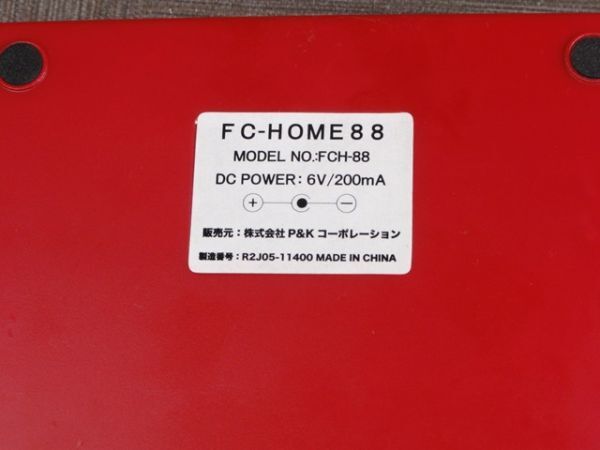 FC-HOME88
MODEL NO.:FCH-88
DC POWER: 6V/200mA
+ −
販売元：株式会社 P&K コーポレーション
製造番号：R2J05-11400 MADE IN CHINA